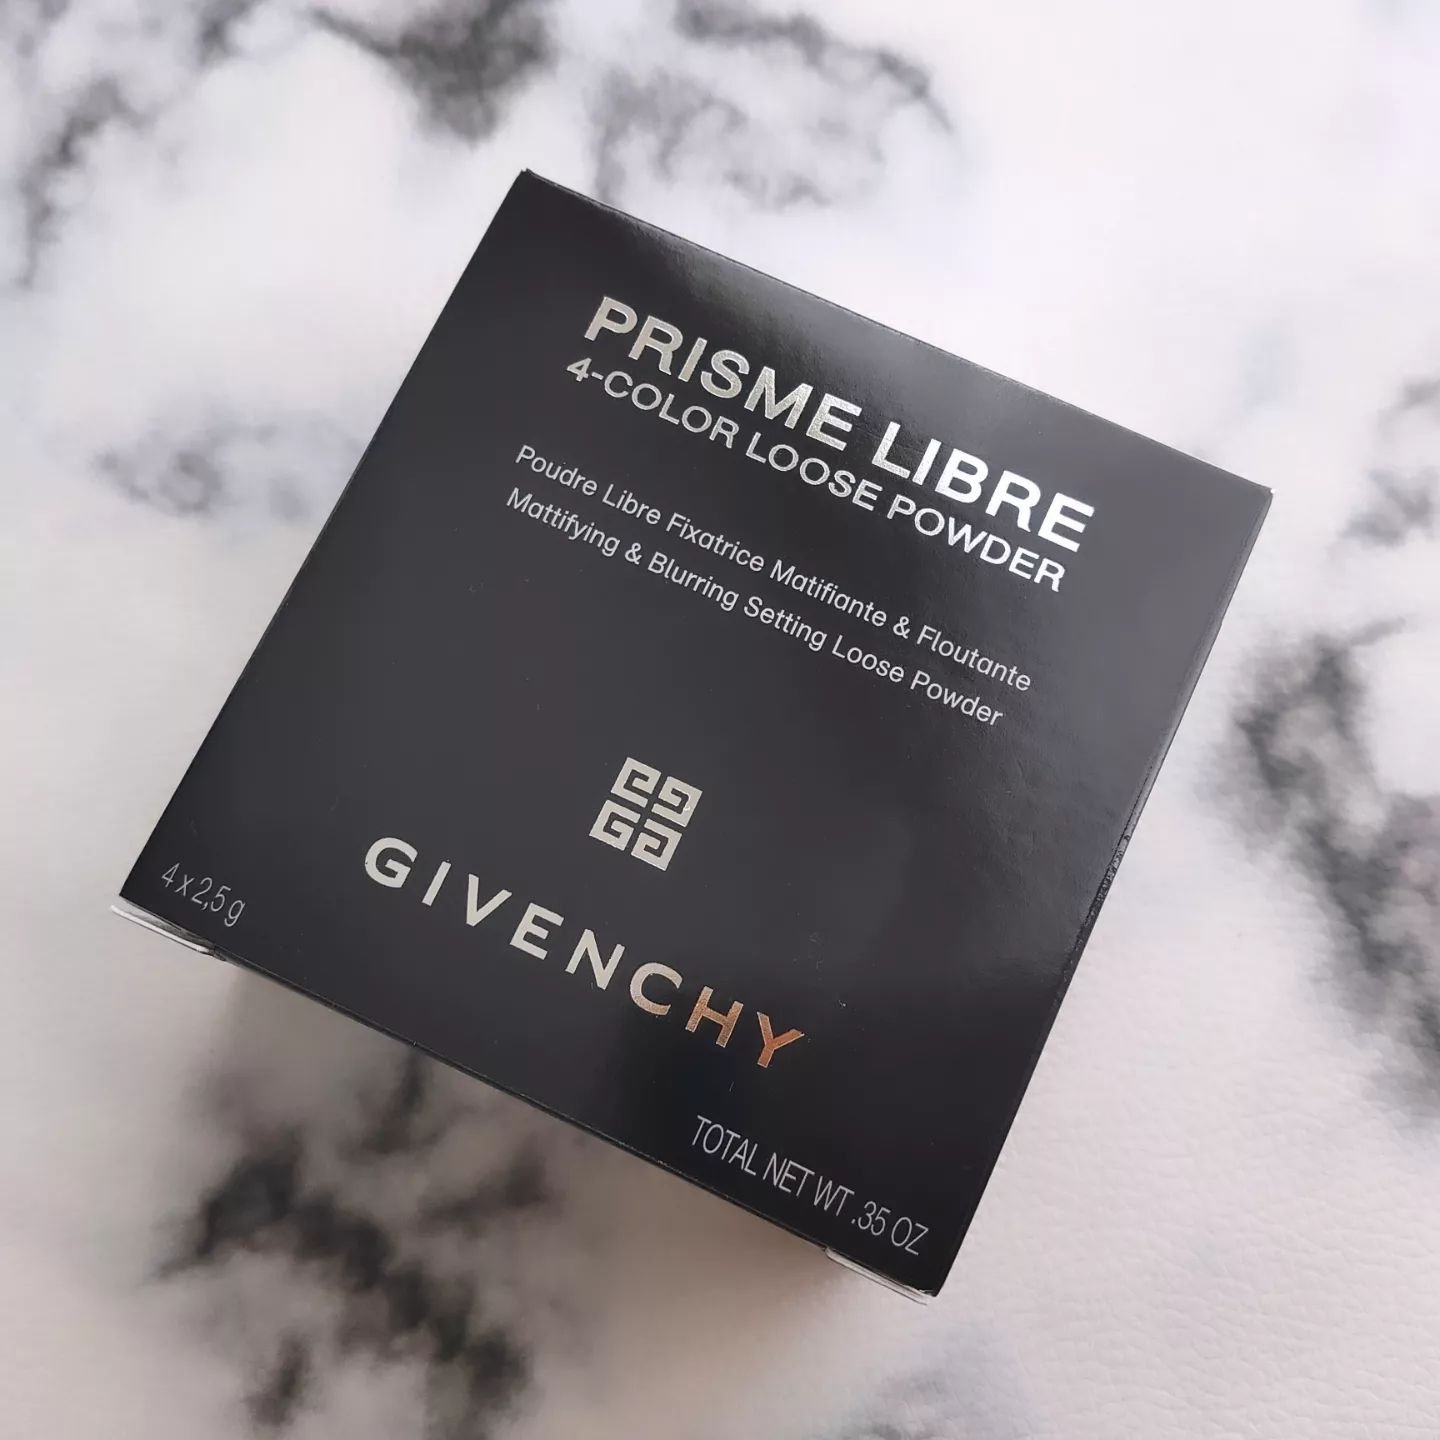 PRISME LIBRE
4-COLOR LOOSE POWDER
Poudre Libre Fixatrice Matifiante & Floutante
Mattifying & Blurring Setting Loose Powder
GIVENCHY
4 x 2,5 g
TOTAL NET WT .35 OZ